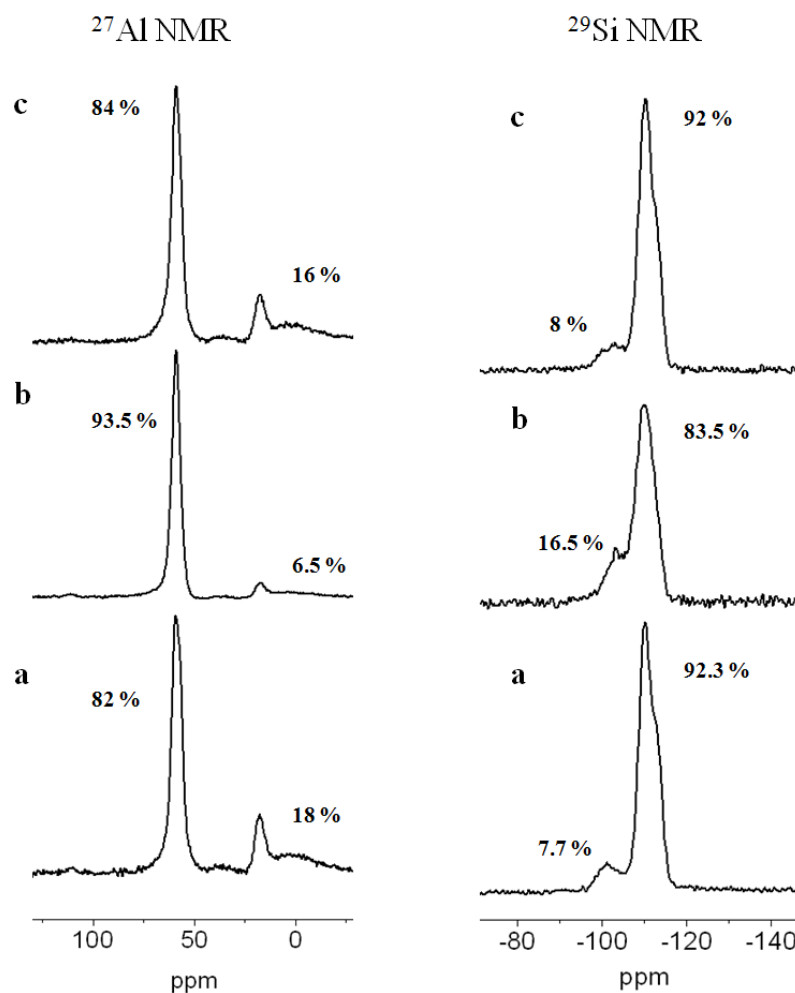 ²⁷Al NMR
c
84 %
16 %
b
93.5 %
6.5 %
a
82 %
18 %
100 50 0
ppm
²⁹Si NMR
c
92 %
8 %
b
83.5 %
16.5 %
a
92.3 %
7.7 %
-80 -100 -120 -140
ppm